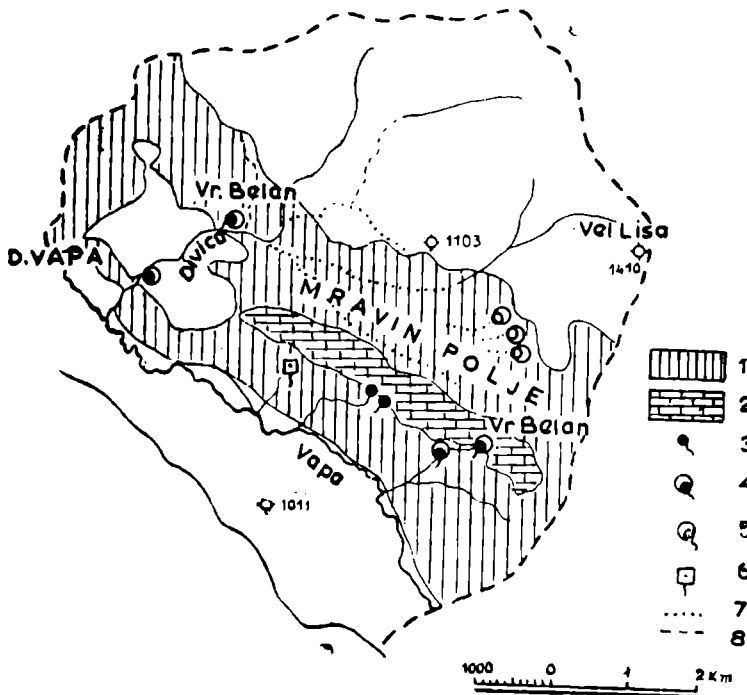 Vr. Belan
Vel Lisa
1103
D. VAPA
Divica
1410
MRAVIN POLJE
1
2
Vr Belan
3
Vapa
4
1011
5
6
7
8
1000 0 1 2 Km